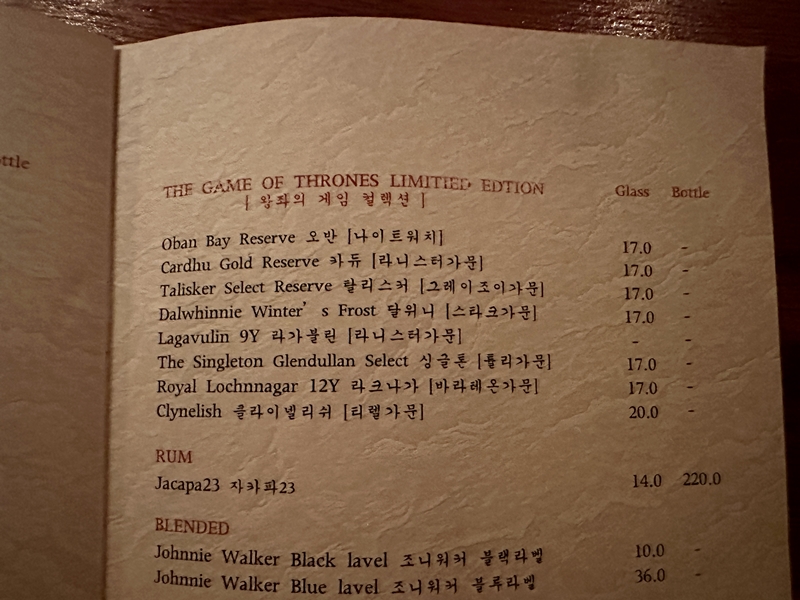 ottle
THE GAME OF THRONES LIMITIED EDTION Glass Bottle
| 왕좌의 게임 컬렉션 |
Oban Bay Reserve 오반 [나이트워치] 17.0 -
Cardhu Gold Reserve 카듀 [라니스터가문] 17.0 -
Talisker Select Reserve 탈리스커 [그레이조이가문] 17.0 -
Dalwhinnie Winter's Frost 달위니 [스타크가문] 17.0 -
Lagavulin 9Y 라가불린 [라니스터가문] - -
The Singleton Glendullan Select 싱글톤 [툴리가문] 17.0 -
Royal Lochnnagar 12Y 라크나가 [바라테온가문] 17.0 -
Clynelish 클라이넬리쉬 [티렐가문] 20.0 -
RUM
Jacapa23 자카파23 14.0 220.0
BLENDED
Johnnie Walker Black lavel 조니워커 블랙라벨 10.0 -
Johnnie Walker Blue lavel 조니워커 블루라벨 36.0 -